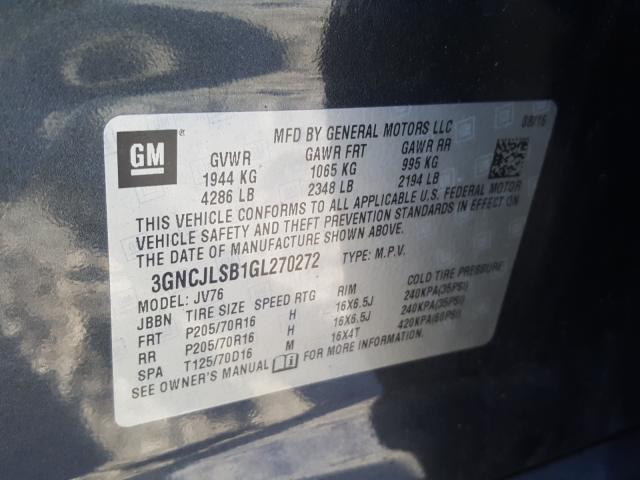 GM ®
MFD BY GENERAL MOTORS LLC 08/16
GVWR GAWR FRT GAWR RR
1944 KG 1065 KG 995 KG
4286 LB 2348 LB 2194 LB
THIS VEHICLE CONFORMS TO ALL APPLICABLE U.S. FEDERAL MOTOR
VEHICLE SAFETY AND THEFT PREVENTION STANDARDS IN EFFECT ON
THE DATE OF MANUFACTURE SHOWN ABOVE.
3GNCJLSB1GL270272 TYPE: M.P.V.
MODEL: JV76
JBBN TIRE SIZE SPEED RTG RIM COLD TIRE PRESSURE
FRT P205/70R16 H 16X6.5J 240KPA(35PSI)
RR P205/70R16 H 16X6.5J 240KPA(35PSI)
SPA T125/70D16 M 16X4T 420KPA(60PSI)
SEE OWNER'S MANUAL FOR MORE INFORMATION.